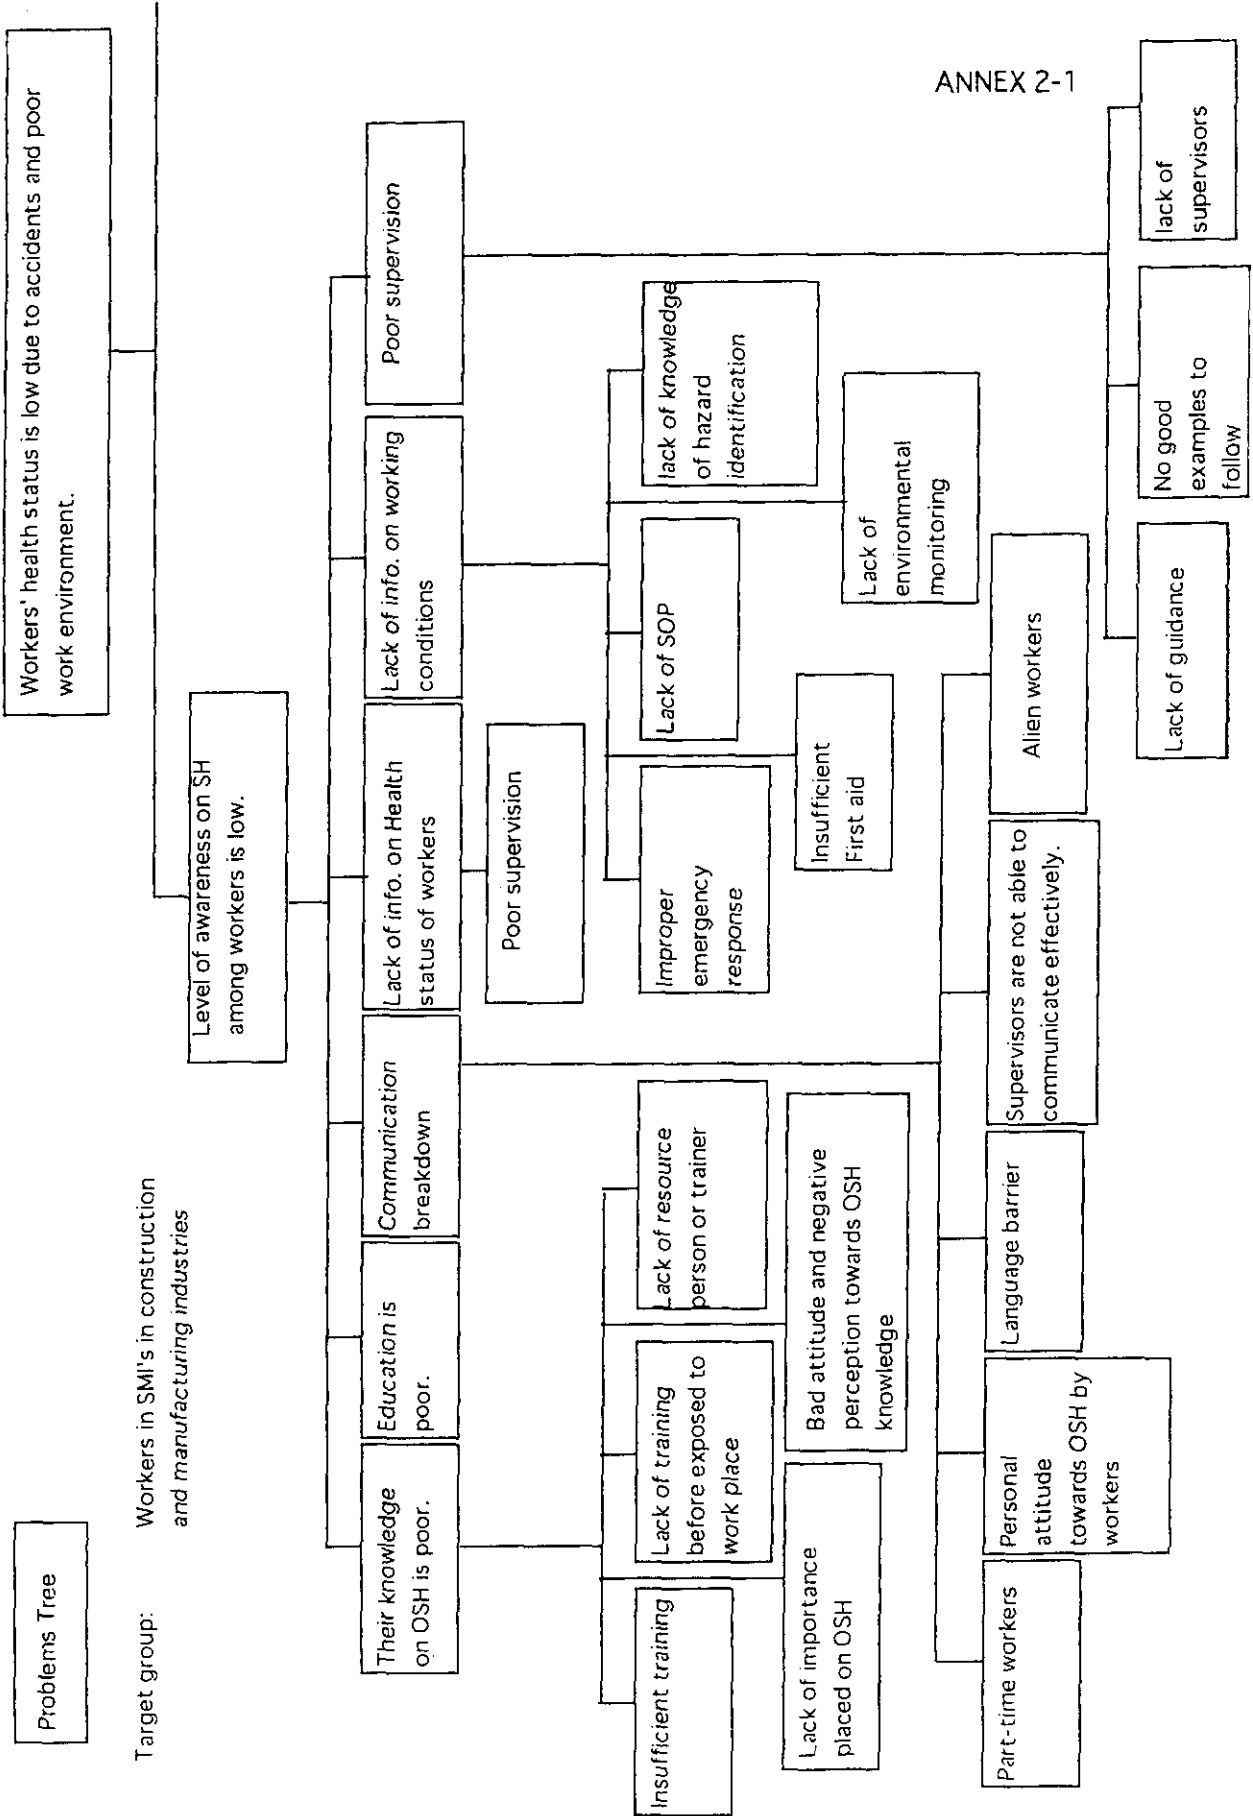 ANNEX 2-1
Problems Tree
Target group:
Workers in SMI's in construction
and manufacturing industries
Workers' health status is low due to accidents and poor
work environment.
Level of awareness on SH
among workers is low.
Their knowledge
on OSH is poor.
Education is
poor.
Communication
breakdown
Lack of info. on Health
status of workers
Lack of info. on working
conditions
Poor supervision
Poor supervision
Insufficient training
Lack of training
before exposed to
work place
Lack of resource
person or trainer
Improper
emergency
response
Lack of SOP
lack of knowledge
of hazard
identification
Lack of importance
placed on OSH
Bad attitude and negative
perception towards OSH
knowledge
Insufficient
First aid
Lack of
environmental
monitoring
Part-time workers
Personal
attitude
towards OSH by
workers
Language barrier
Supervisors are not able to
communicate effectively.
Alien workers
Lack of guidance
No good
examples to
follow
lack of
supervisors